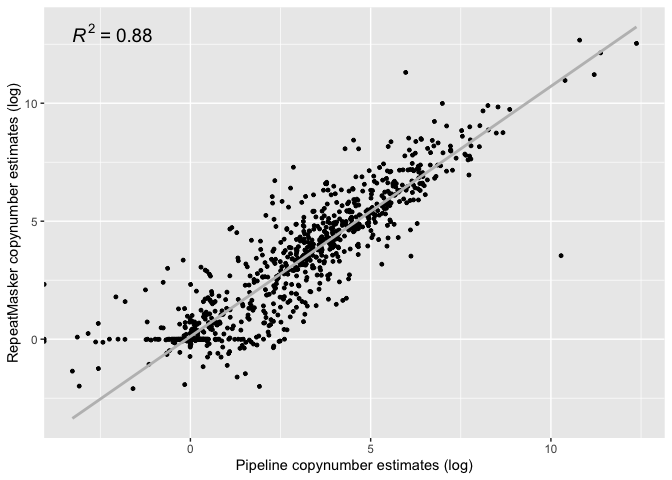 R² = 0.88
10
5
0
RepeatMasker copynumber estimates (log)
0 5 10
Pipeline copynumber estimates (log)